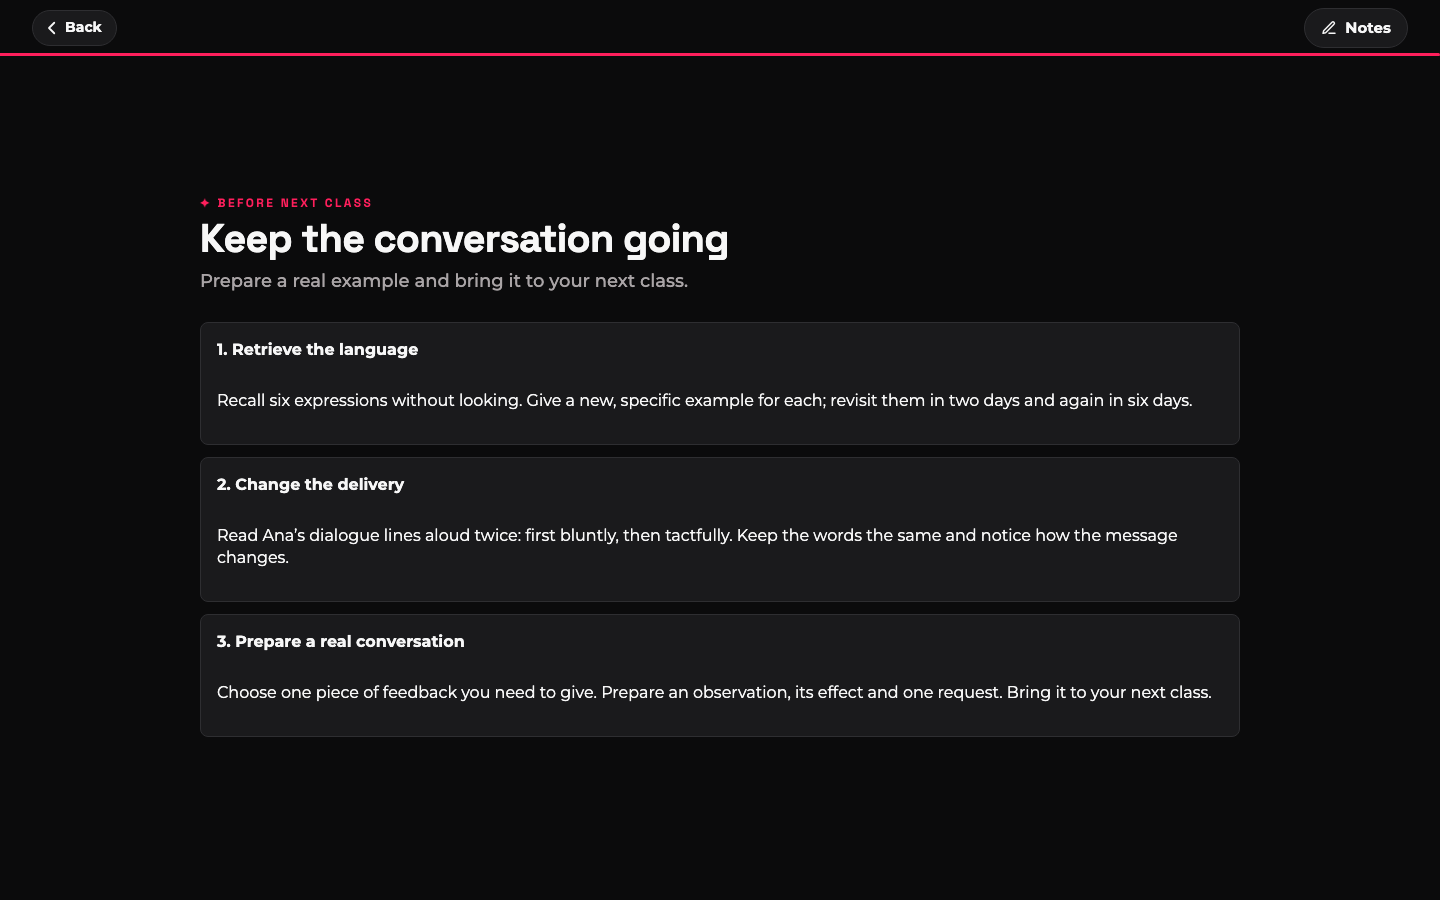 Back
Notes
✦ BEFORE NEXT CLASS
Keep the conversation going
Prepare a real example and bring it to your next class.
1. Retrieve the language
Recall six expressions without looking. Give a new, specific example for each; revisit them in two days and again in six days.
2. Change the delivery
Read Ana’s dialogue lines aloud twice: first bluntly, then tactfully. Keep the words the same and notice how the message
changes.
3. Prepare a real conversation
Choose one piece of feedback you need to give. Prepare an observation, its effect and one request. Bring it to your next class.